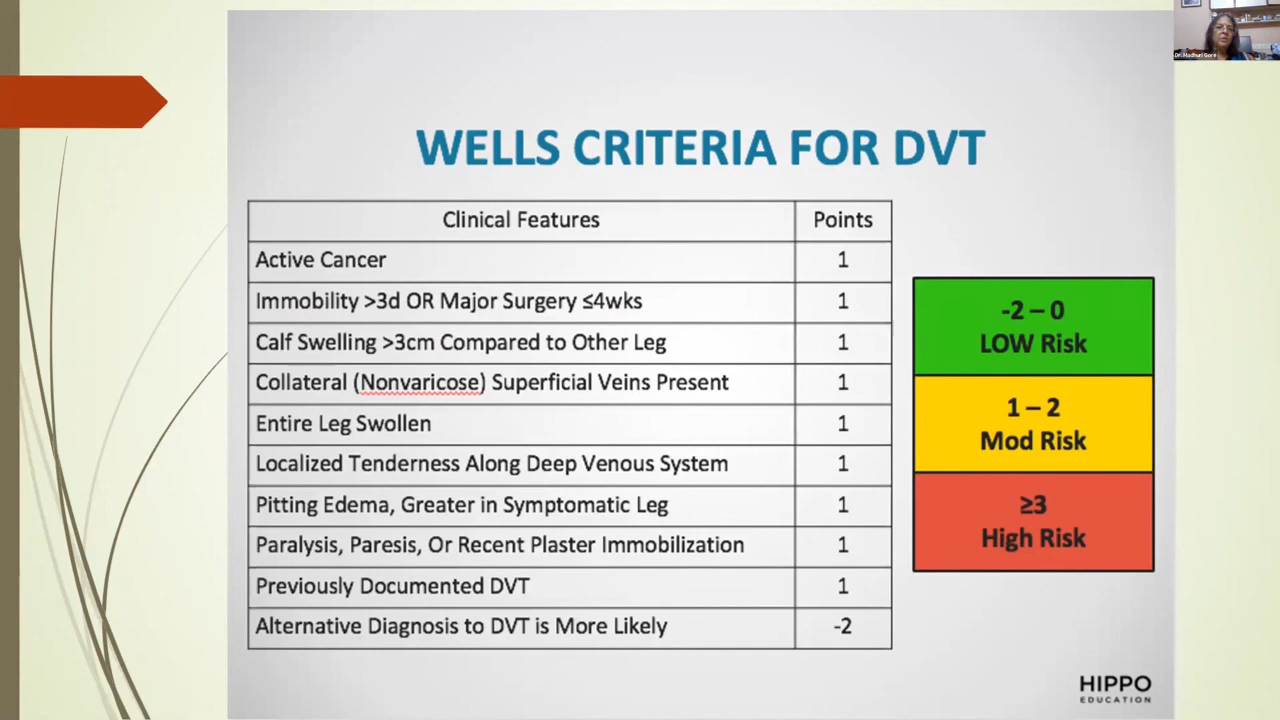 Dr. Madhuri Gore
WELLS CRITERIA FOR DVT
Clinical Features Points
Active Cancer 1
Immobility >3d OR Major Surgery ≤4wks 1
Calf Swelling >3cm Compared to Other Leg 1
Collateral (Nonvaricose) Superficial Veins Present 1
Entire Leg Swollen 1
Localized Tenderness Along Deep Venous System 1
Pitting Edema, Greater in Symptomatic Leg 1
Paralysis, Paresis, Or Recent Plaster Immobilization 1
Previously Documented DVT 1
Alternative Diagnosis to DVT is More Likely -2
-2 – 0
LOW Risk
1 – 2
Mod Risk
≥3
High Risk
HIPPO
EDUCATION